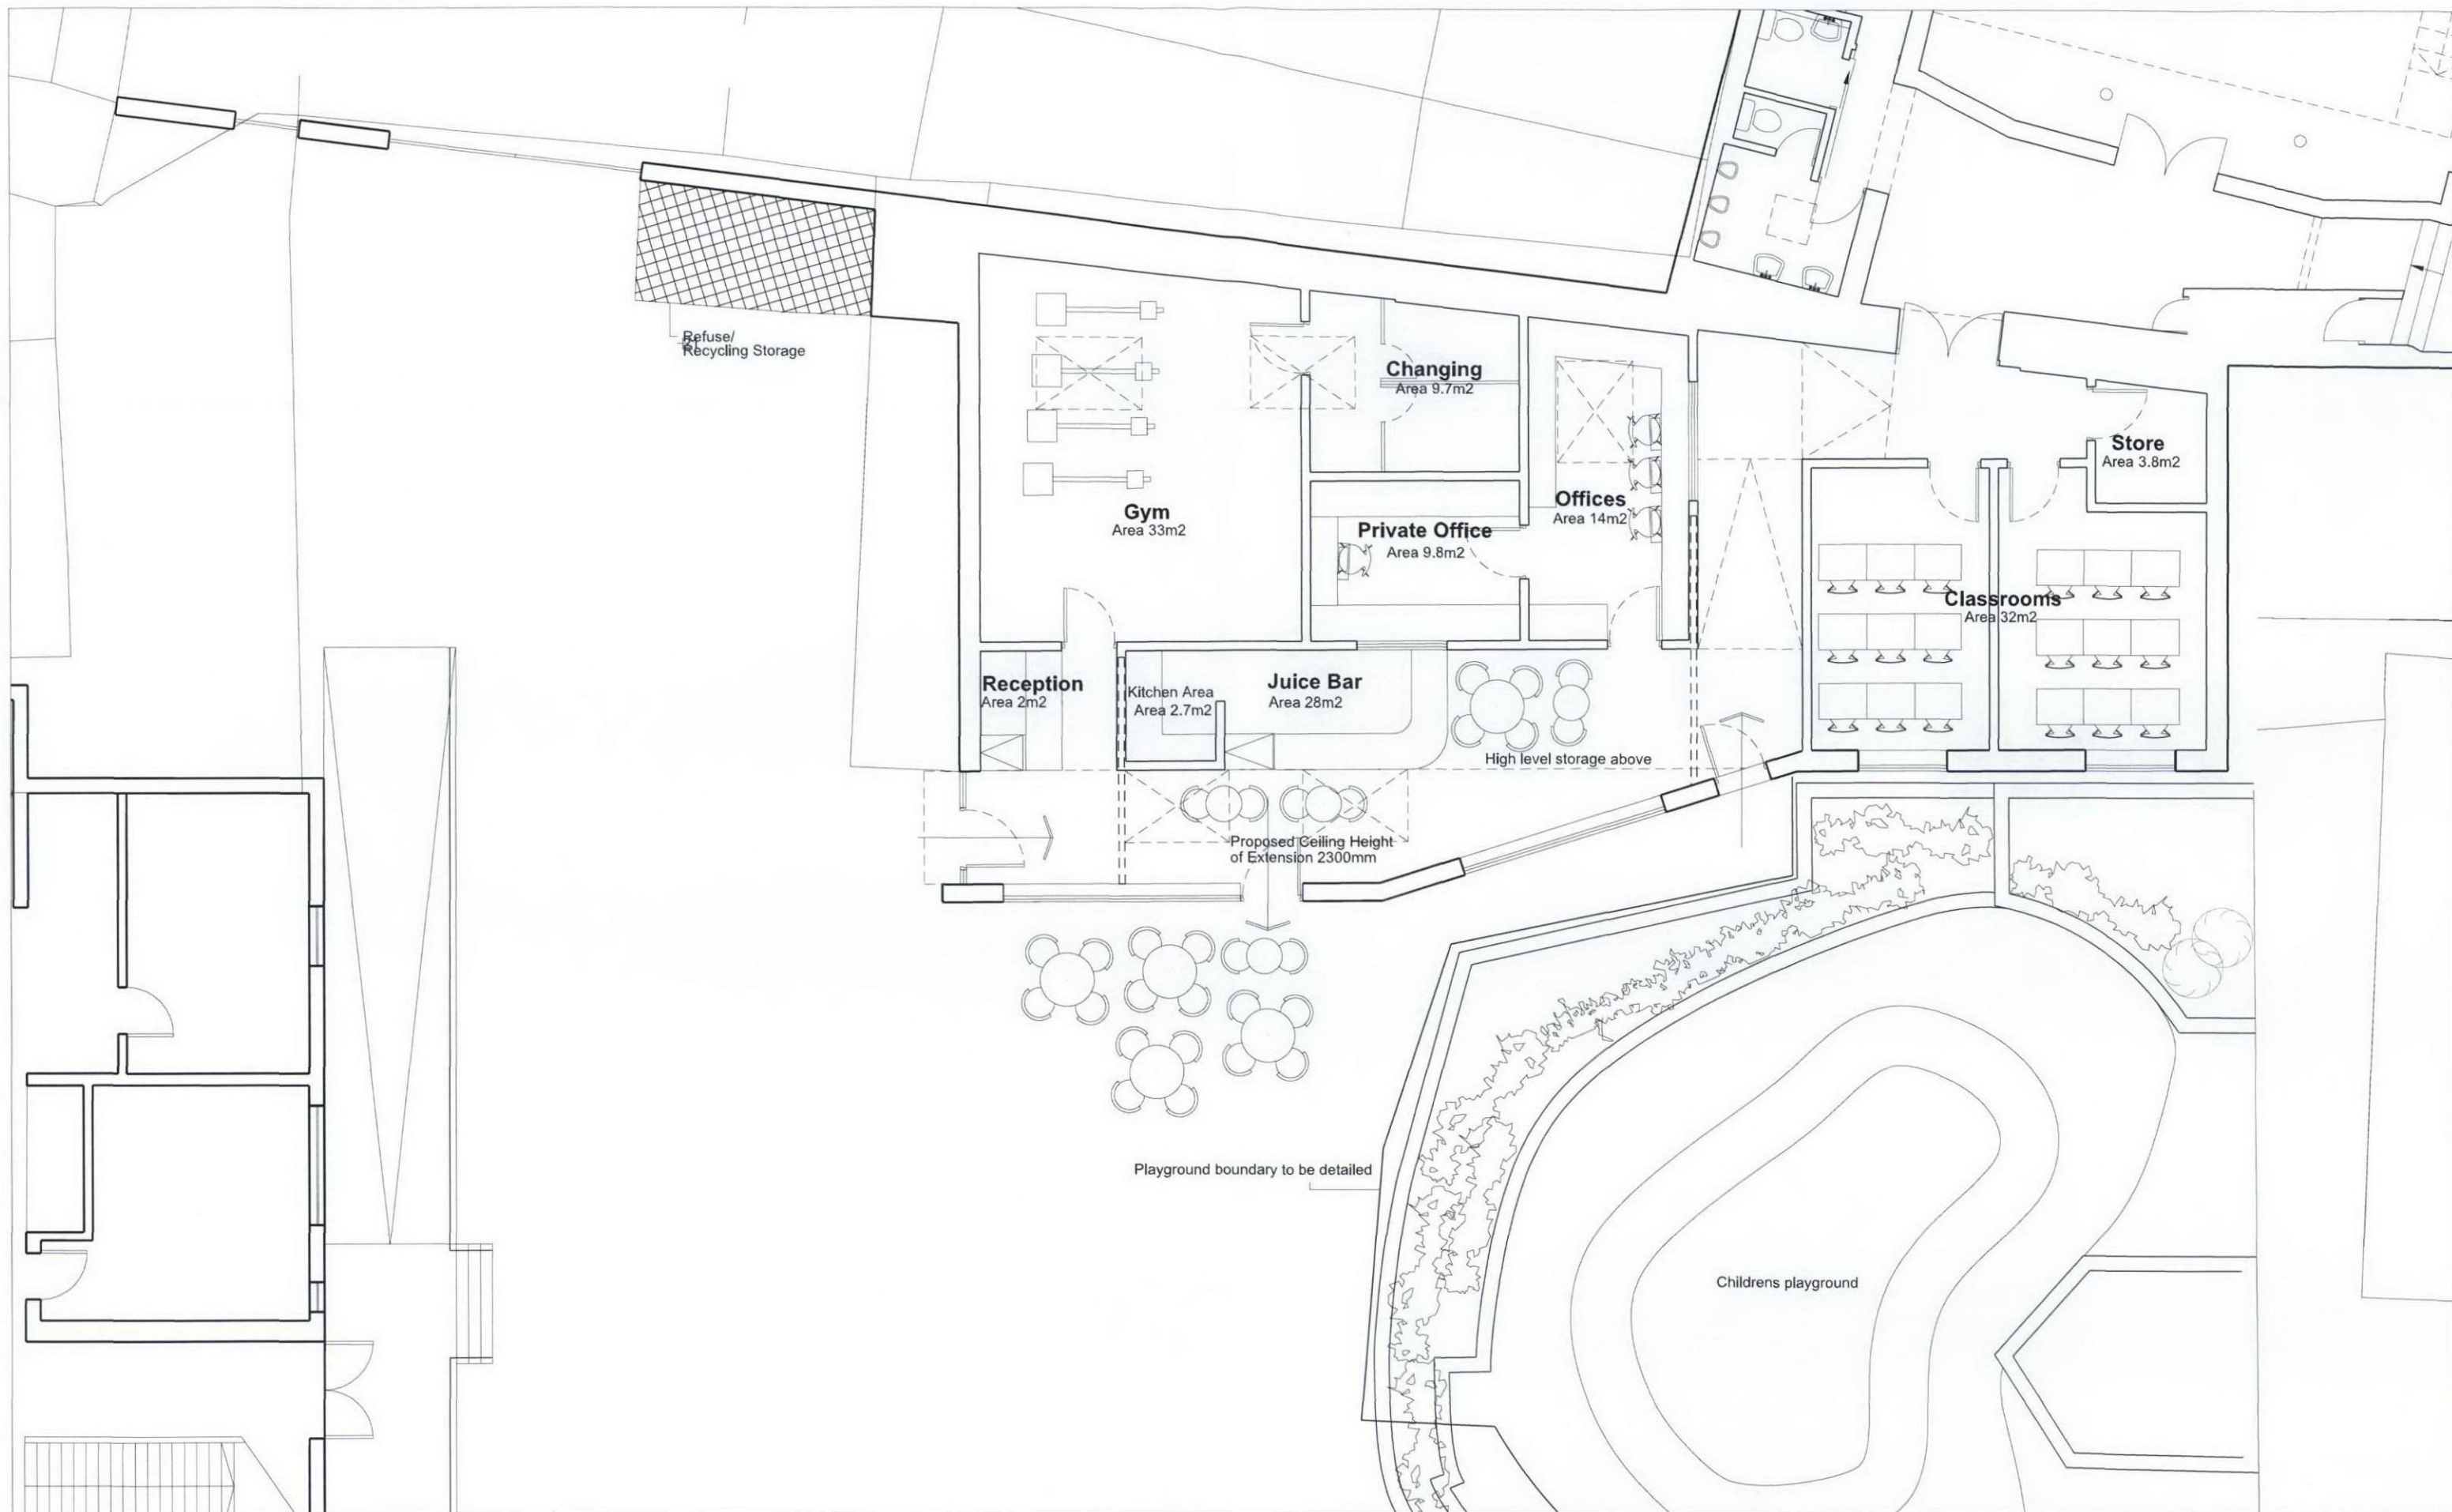 Refuse/
Recycling Storage
Changing
Area 9.7m2
Store
Area 3.8m2
Gym
Area 33m2
Offices
Area 14m2
Private Office
Area 9.8m2
Classrooms
Area 32m2
Reception
Area 2m2
Kitchen Area
Area 2.7m2
Juice Bar
Area 28m2
High level storage above
Proposed Ceiling Height
of Extension 2300mm
Playground boundary to be detailed
Childrens playground